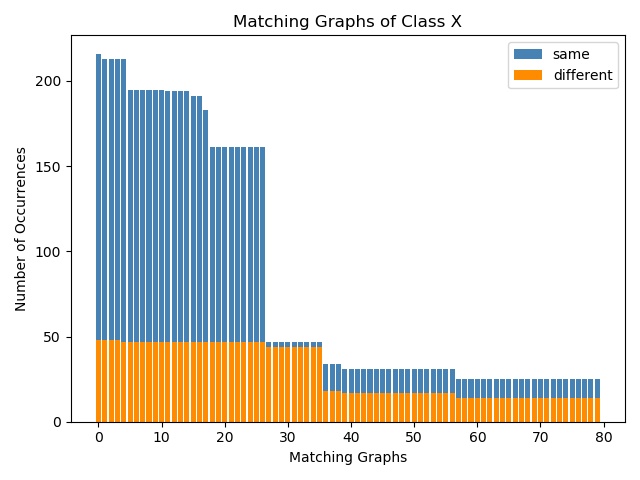 Matching Graphs of Class X
same
different
Number of Occurrences
200
150
100
50
0
0 10 20 30 40 50 60 70 80
Matching Graphs